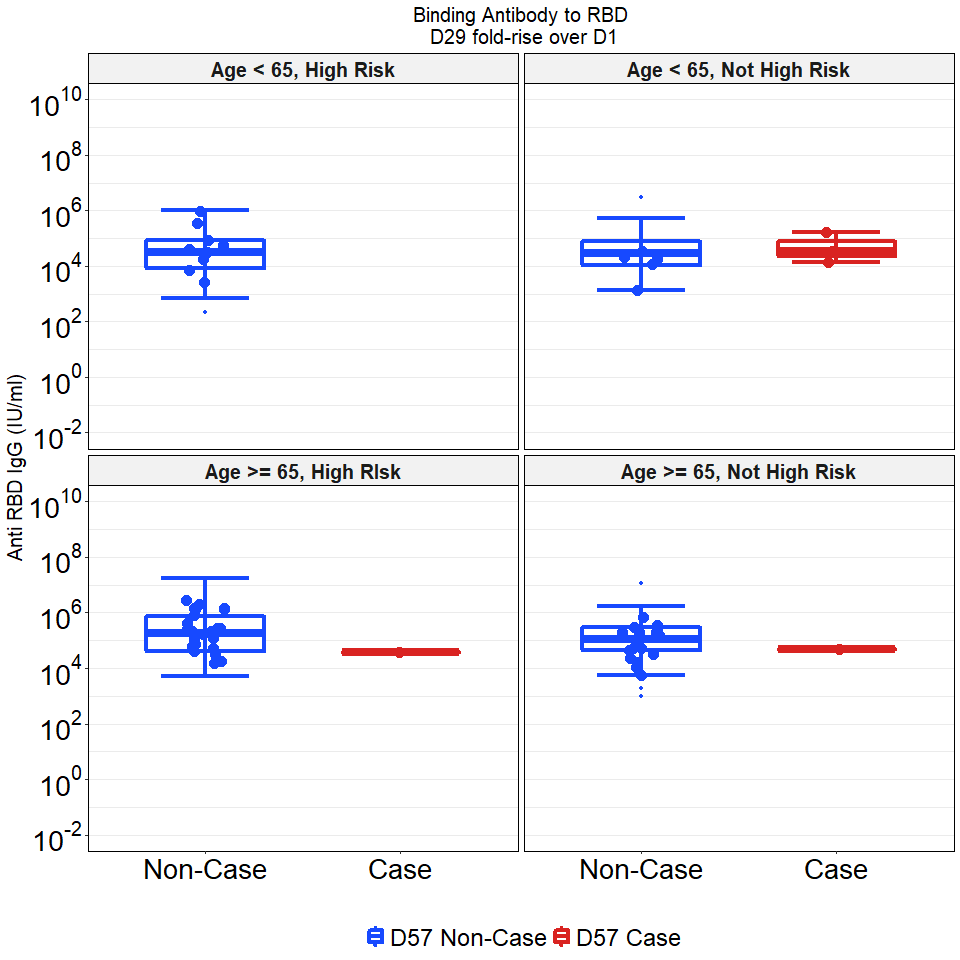 Binding Antibody to RBD
D29 fold-rise over D1
Age < 65, High Risk
Age < 65, Not High Risk
10^10
10^8
10^6
10^4
10^2
10^0
10^-2
Anti RBD IgG (IU/ml)
Age >= 65, High RIsk
Age >= 65, Not High Risk
10^10
10^8
10^6
10^4
10^2
10^0
10^-2
Non-Case
Case
Non-Case
Case
D57 Non-Case
D57 Case